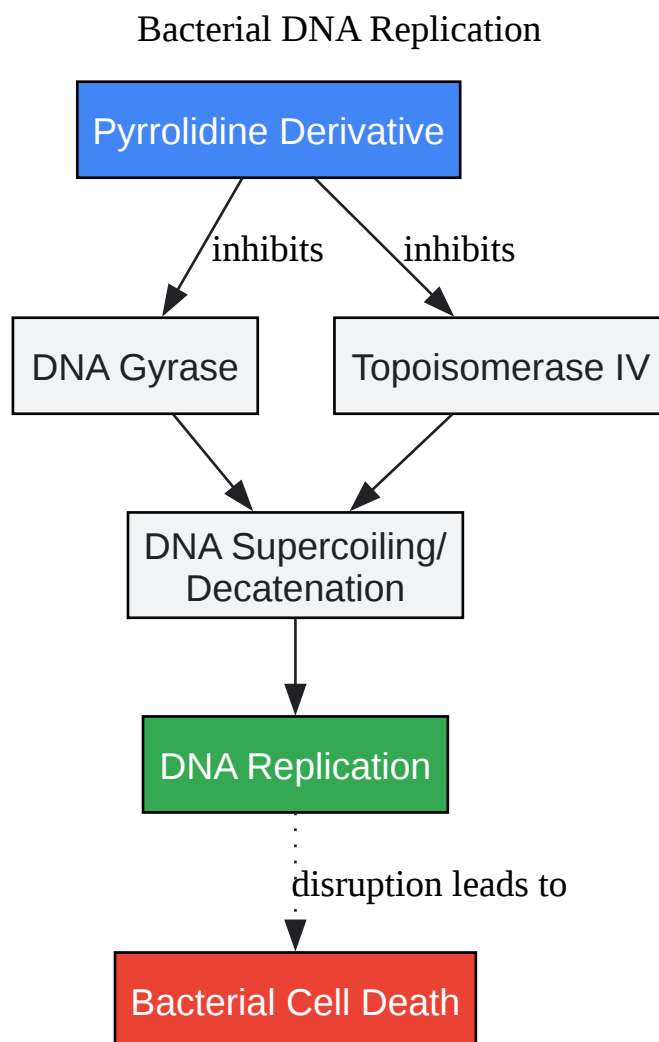 Bacterial DNA Replication
Pyrrolidine Derivative
inhibits
inhibits
DNA Gyrase
Topoisomerase IV
DNA Supercoiling/
Decatenation
DNA Replication
disruption leads to
Bacterial Cell Death